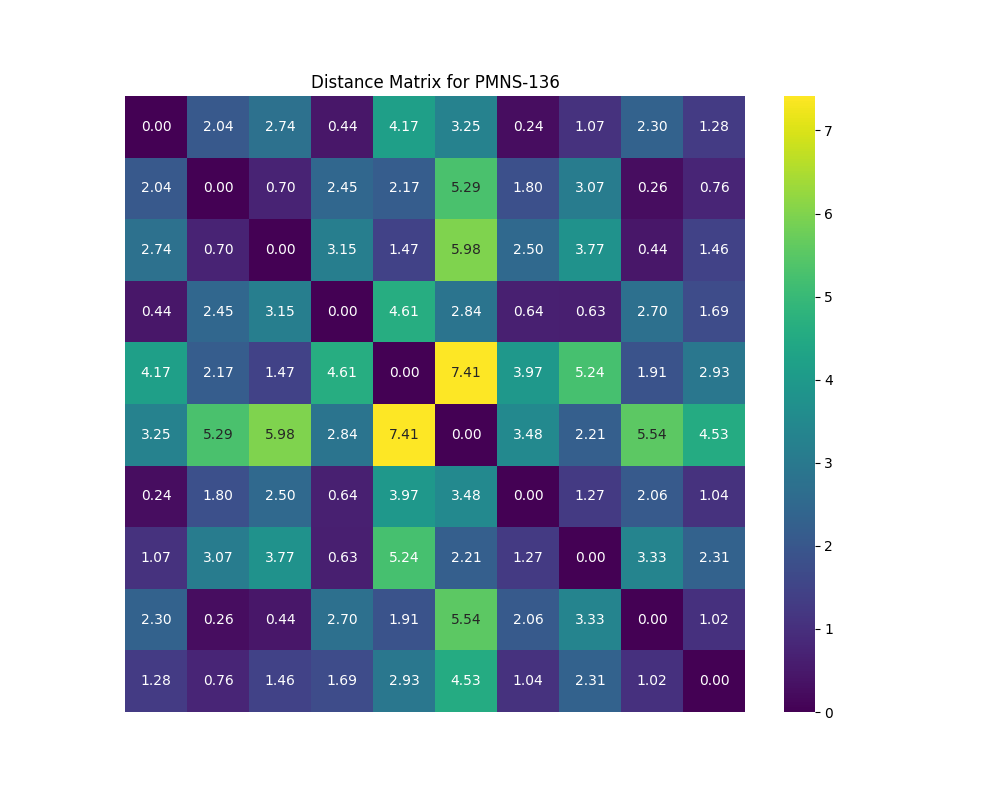 Distance Matrix for PMNS-136
0.00 2.04 2.74 0.44 4.17 3.25 0.24 1.07 2.30 1.28
2.04 0.00 0.70 2.45 2.17 5.29 1.80 3.07 0.26 0.76
2.74 0.70 0.00 3.15 1.47 5.98 2.50 3.77 0.44 1.46
0.44 2.45 3.15 0.00 4.61 2.84 0.64 0.63 2.70 1.69
4.17 2.17 1.47 4.61 0.00 7.41 3.97 5.24 1.91 2.93
3.25 5.29 5.98 2.84 7.41 0.00 3.48 2.21 5.54 4.53
0.24 1.80 2.50 0.64 3.97 3.48 0.00 1.27 2.06 1.04
1.07 3.07 3.77 0.63 5.24 2.21 1.27 0.00 3.33 2.31
2.30 0.26 0.44 2.70 1.91 5.54 2.06 3.33 0.00 1.02
1.28 0.76 1.46 1.69 2.93 4.53 1.04 2.31 1.02 0.00
7
6
5
4
3
2
1
0